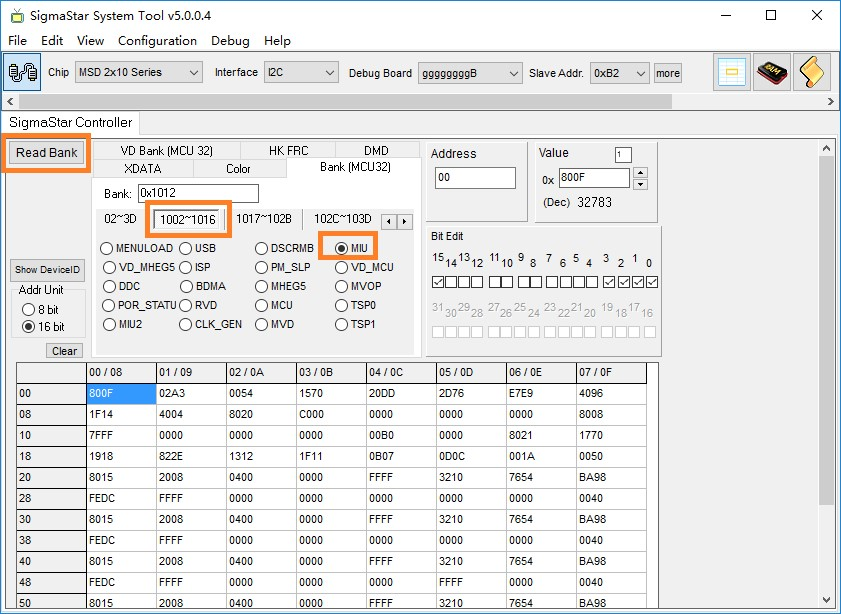 SigmaStar System Tool v5.0.0.4
File Edit View Configuration Debug Help
Chip MSD 2x10 Series Interface I2C Debug Board ggggggggB Slave Addr. 0xB2 more
SigmaStar Controller
Read Bank
VD Bank (MCU 32) HK FRC DMD
XDATA Color Bank (MCU32)
Bank: 0x1012
02~3D 1002~1016 1017~102B 102C~103D
MENULOAD USB DSCRMB MIU
VD_MHEG5 ISP PM_SLP VD_MCU
DDC BDMA MHEG5 MVOP
POR_STATU RVD MCU TSP0
MIU2 CLK_GEN MVD TSP1
Show DeviceID
Addr Unit
8 bit
16 bit
Clear
Address
00
Value 1
0x 800F
(Dec) 32783
Bit Edit
15 14 13 12 11 10 9 8 7 6 5 4 3 2 1 0
31 30 29 28 27 26 25 24 23 22 21 20 19 18 17 16
00 / 08 01 / 09 02 / 0A 03 / 0B 04 / 0C 05 / 0D 06 / 0E 07 / 0F
00 800F 02A3 0054 1570 20DD 2D76 E7E9 4096
08 1F14 4004 8020 C000 0000 0000 0000 8008
10 7FFF 0000 0000 0000 00B0 0000 8021 1770
18 1918 822E 1312 1F11 0B07 0D0C 001A 0050
20 8015 2008 0400 0000 FFFF 3210 7654 BA98
28 FEDC FFFF 0000 0000 0000 0000 0000 0040
30 8015 2008 0400 0000 FFFF 3210 7654 BA98
38 FEDC FFFF 0000 0000 0000 0000 0000 0040
40 8015 2008 0400 0000 FFFF 3210 7654 BA98
48 FEDC FFFF 0000 0000 0000 FFFF 0000 0040
50 8015 2008 0400 0000 FFFF 3210 7654 BA98